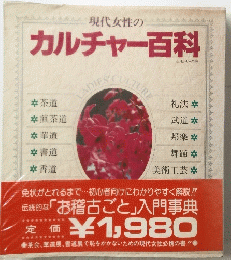 現代女性の
カルチャー百科
✲茶道
✲煎茶道
✲華道
✲書道
✲香道
礼法✲
武道✲
邦楽✲
舞踊✲
美術工芸✲
免状がとれるまで…初心者向けにわかりやすく解説!!
伝統的な「お稽古ごと」入門事典
定価 ¥1,980